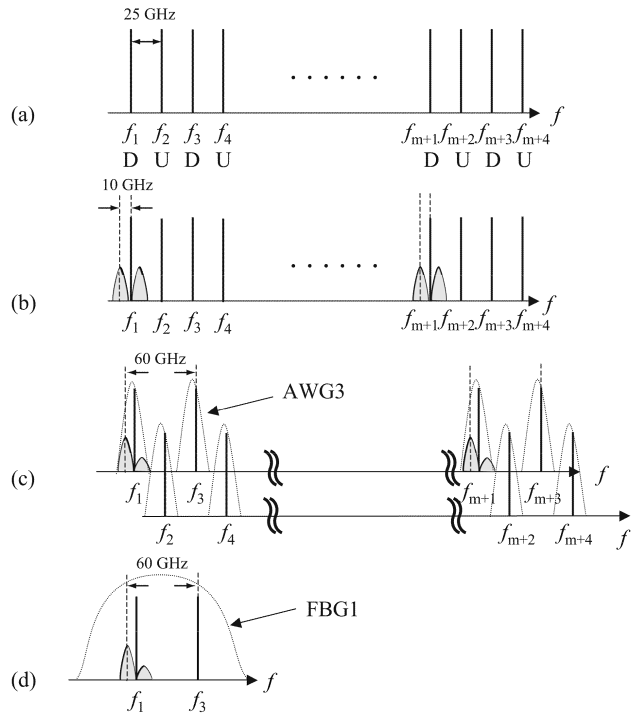 25 GHz
(a)
f
f1 f2 f3 f4 fm+1 fm+2 fm+3 fm+4
D U D U D U D U
10 GHz
(b)
f
f1 f2 f3 f4 fm+1 fm+2 fm+3 fm+4
60 GHz
AWG3
(c)
f1 f3 fm+1 fm+3 f
f2 f4 fm+2 fm+4 f
60 GHz
FBG1
(d)
f1 f3 f